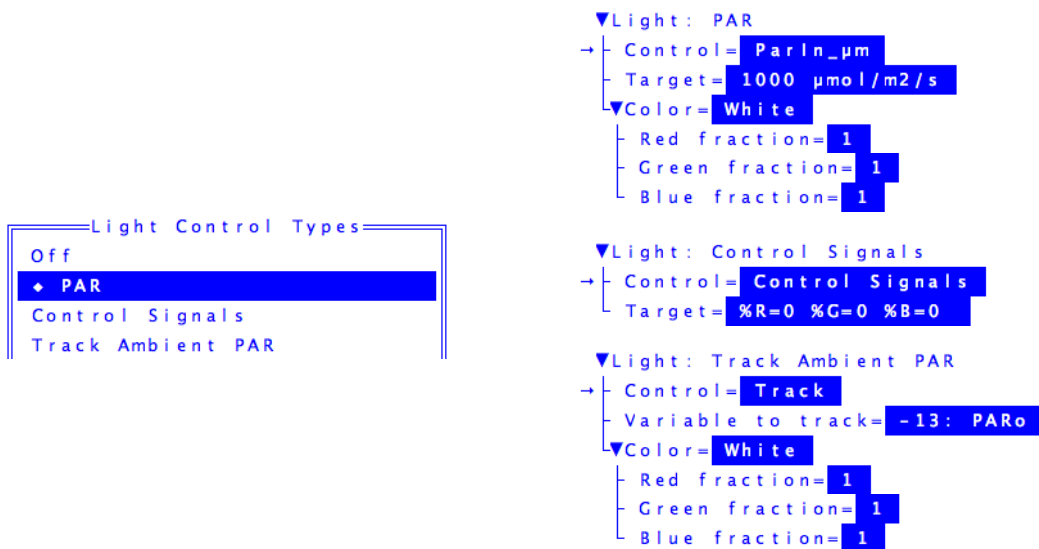 Light Control Types
Off
◆ PAR
Control Signals
Track Ambient PAR
▼Light: PAR
→ Control= ParIn_µm
Target= 1000 µmol/m2/s
▼Color= White
Red fraction= 1
Green fraction= 1
Blue fraction= 1
▼Light: Control Signals
→ Control= Control Signals
Target= %R=0 %G=0 %B=0
▼Light: Track Ambient PAR
→ Control= Track
Variable to track= -13: PARo
▼Color= White
Red fraction= 1
Green fraction= 1
Blue fraction= 1